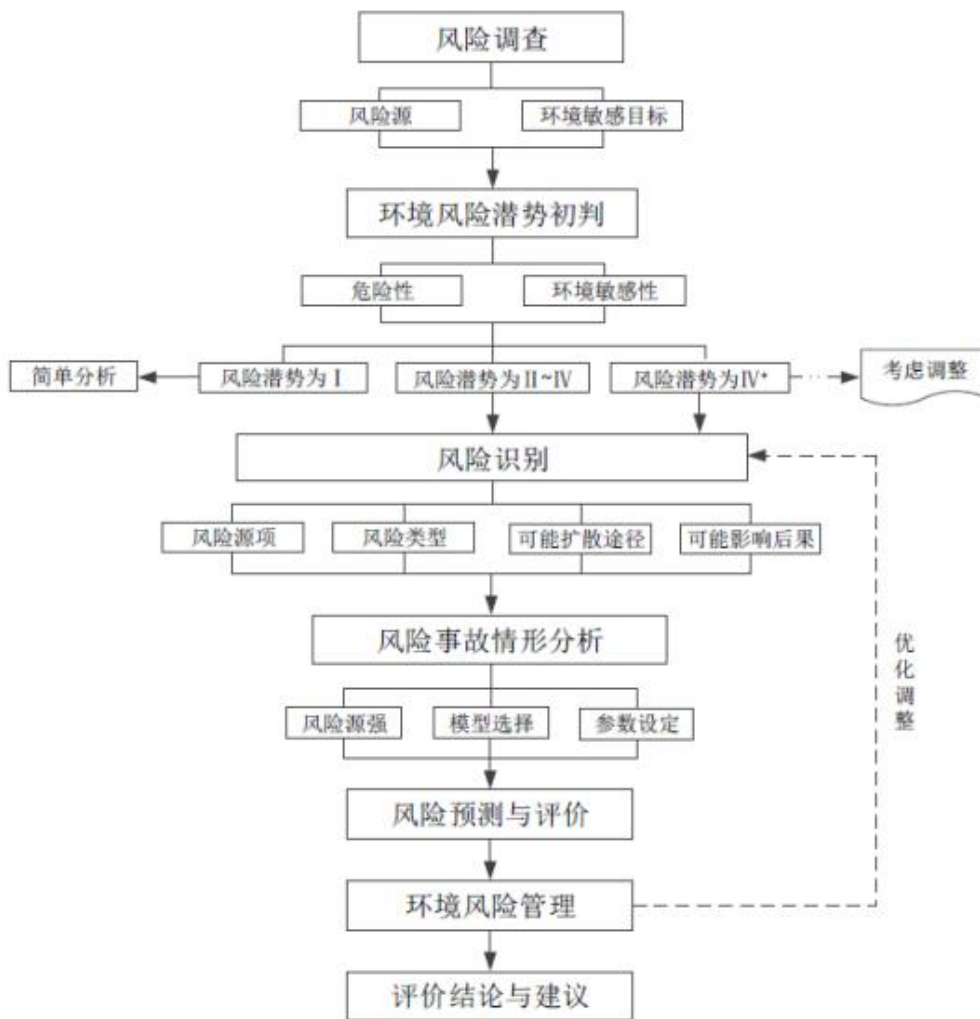 风险调查
风险源
环境敏感目标
环境风险潜势初判
危险性
环境敏感性
简单分析
风险潜势为Ⅰ
风险潜势为Ⅱ~Ⅳ
风险潜势为Ⅳ⁺
考虑调整
风险识别
风险源项
风险类型
可能扩散途径
可能影响后果
风险事故情形分析
优化调整
风险源强
模型选择
参数设定
风险预测与评价
环境风险管理
评价结论与建议